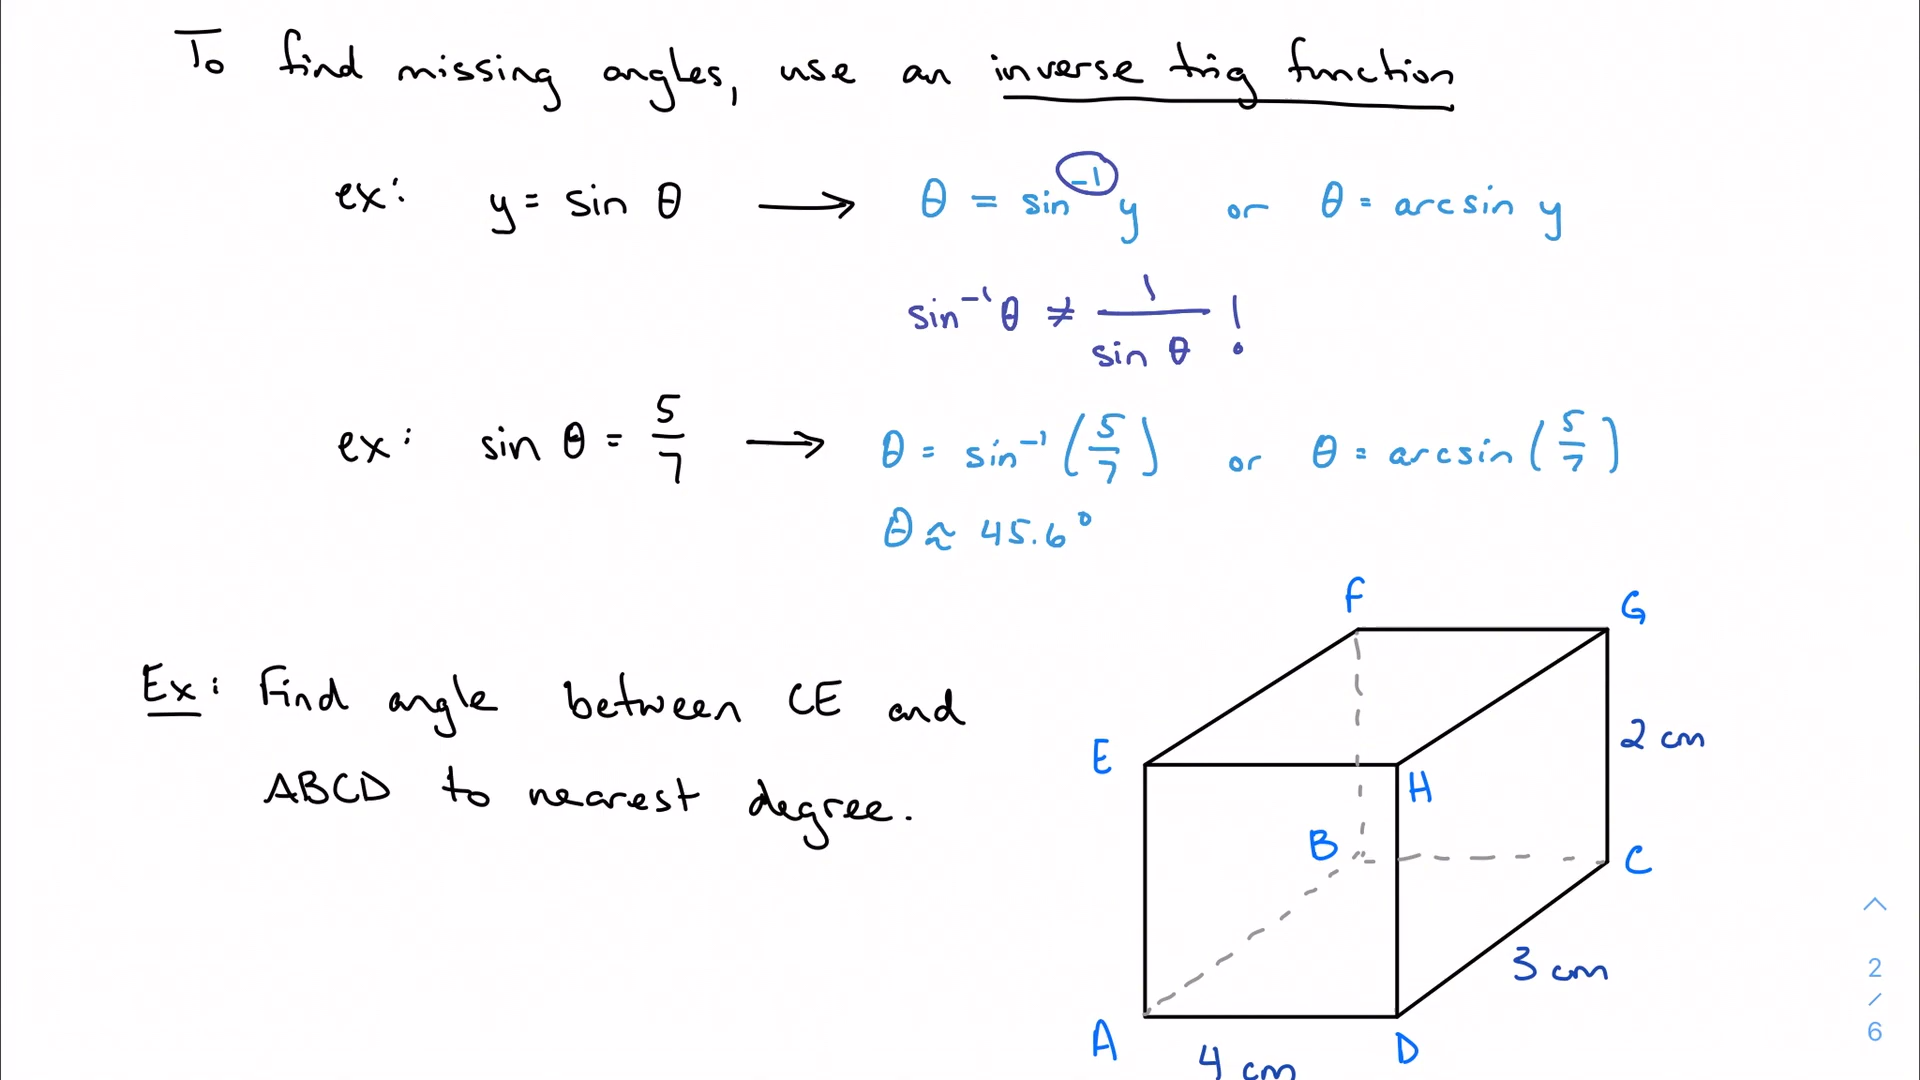 To find missing angles, use an inverse trig function
ex: y = sin θ → θ = sin⁻¹ y or θ = arcsin y
sin⁻¹ θ ≠ 1/sin θ !
ex: sin θ = 5/7 → θ = sin⁻¹ (5/7) or θ = arcsin (5/7)
θ ≈ 45.6°
F
G
Ex: Find angle between CE and
2 cm
E
H
ABCD to nearest degree.
B
C
3 cm
2
/
6
A
D
4 cm